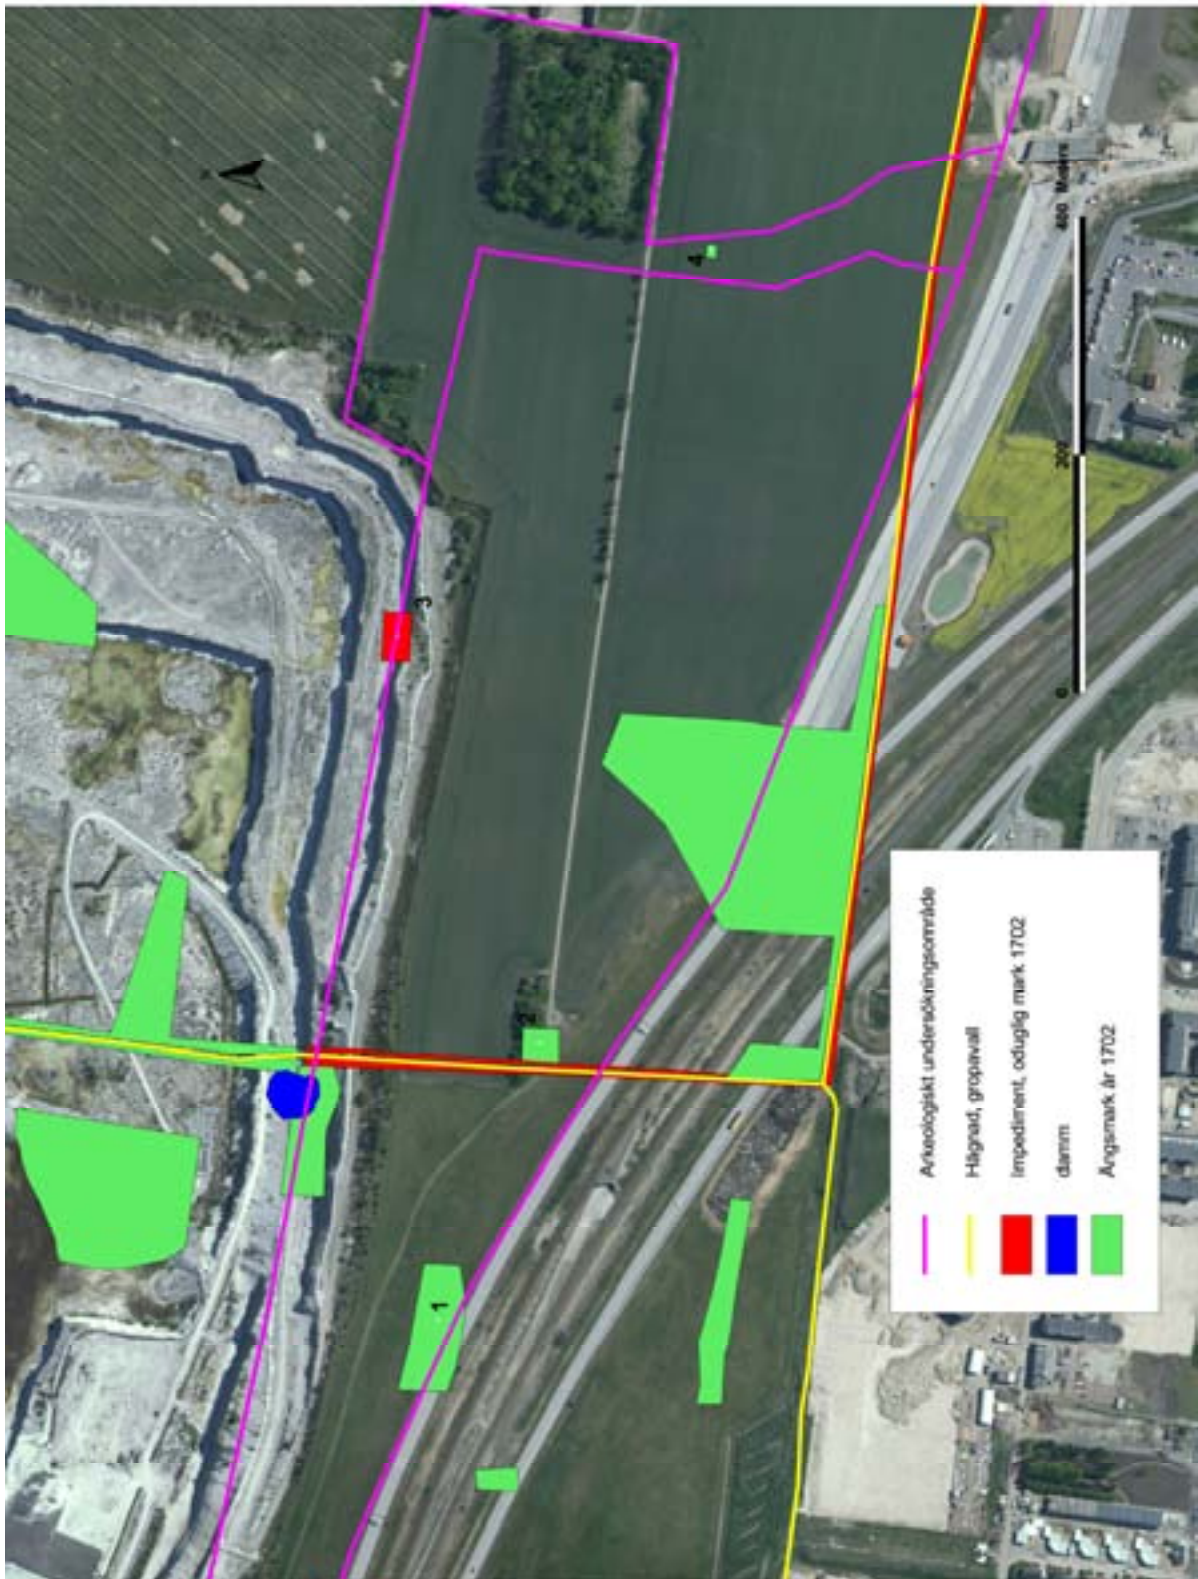 1
2
3
4
0
200
400 Meters
Arkeologiskt undersökningsområde
Hägnad, gropavall
Impediment, oduglig mark 1702
damm
Ängsmark år 1702